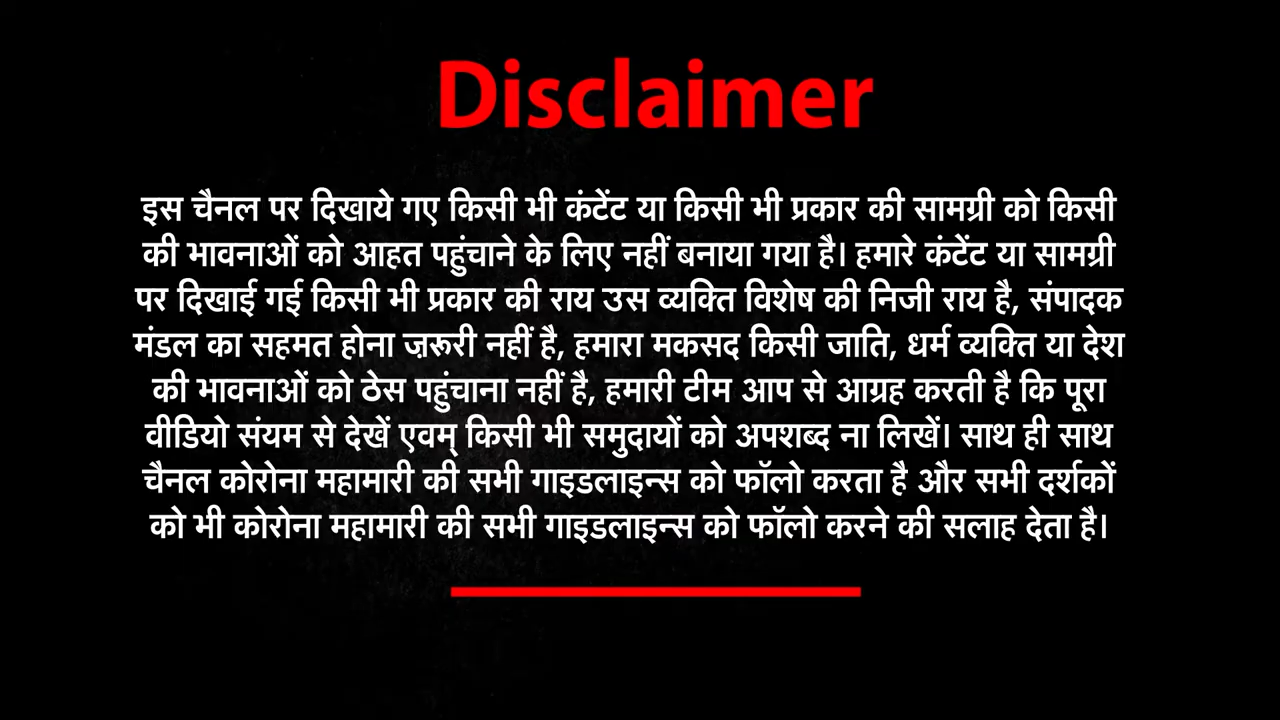 Disclaimer
इस चैनल पर दिखाये गए किसी भी कंटेंट या किसी भी प्रकार की सामग्री को किसी
की भावनाओं को आहत पहुंचाने के लिए नहीं बनाया गया है। हमारे कंटेंट या सामग्री
पर दिखाई गई किसी भी प्रकार की राय उस व्यक्ति विशेष की निजी राय है, संपादक
मंडल का सहमत होना ज़रूरी नहीं है, हमारा मकसद किसी जाति, धर्म व्यक्ति या देश
की भावनाओं को ठेस पहुंचाना नहीं है, हमारी टीम आप से आग्रह करती है कि पूरा
वीडियो संयम से देखें एवम् किसी भी समुदायों को अपशब्द ना लिखें। साथ ही साथ
चैनल कोरोना महामारी की सभी गाइडलाइन्स को फॉलो करता है और सभी दर्शकों
को भी कोरोना महामारी की सभी गाइडलाइन्स को फॉलो करने की सलाह देता है।